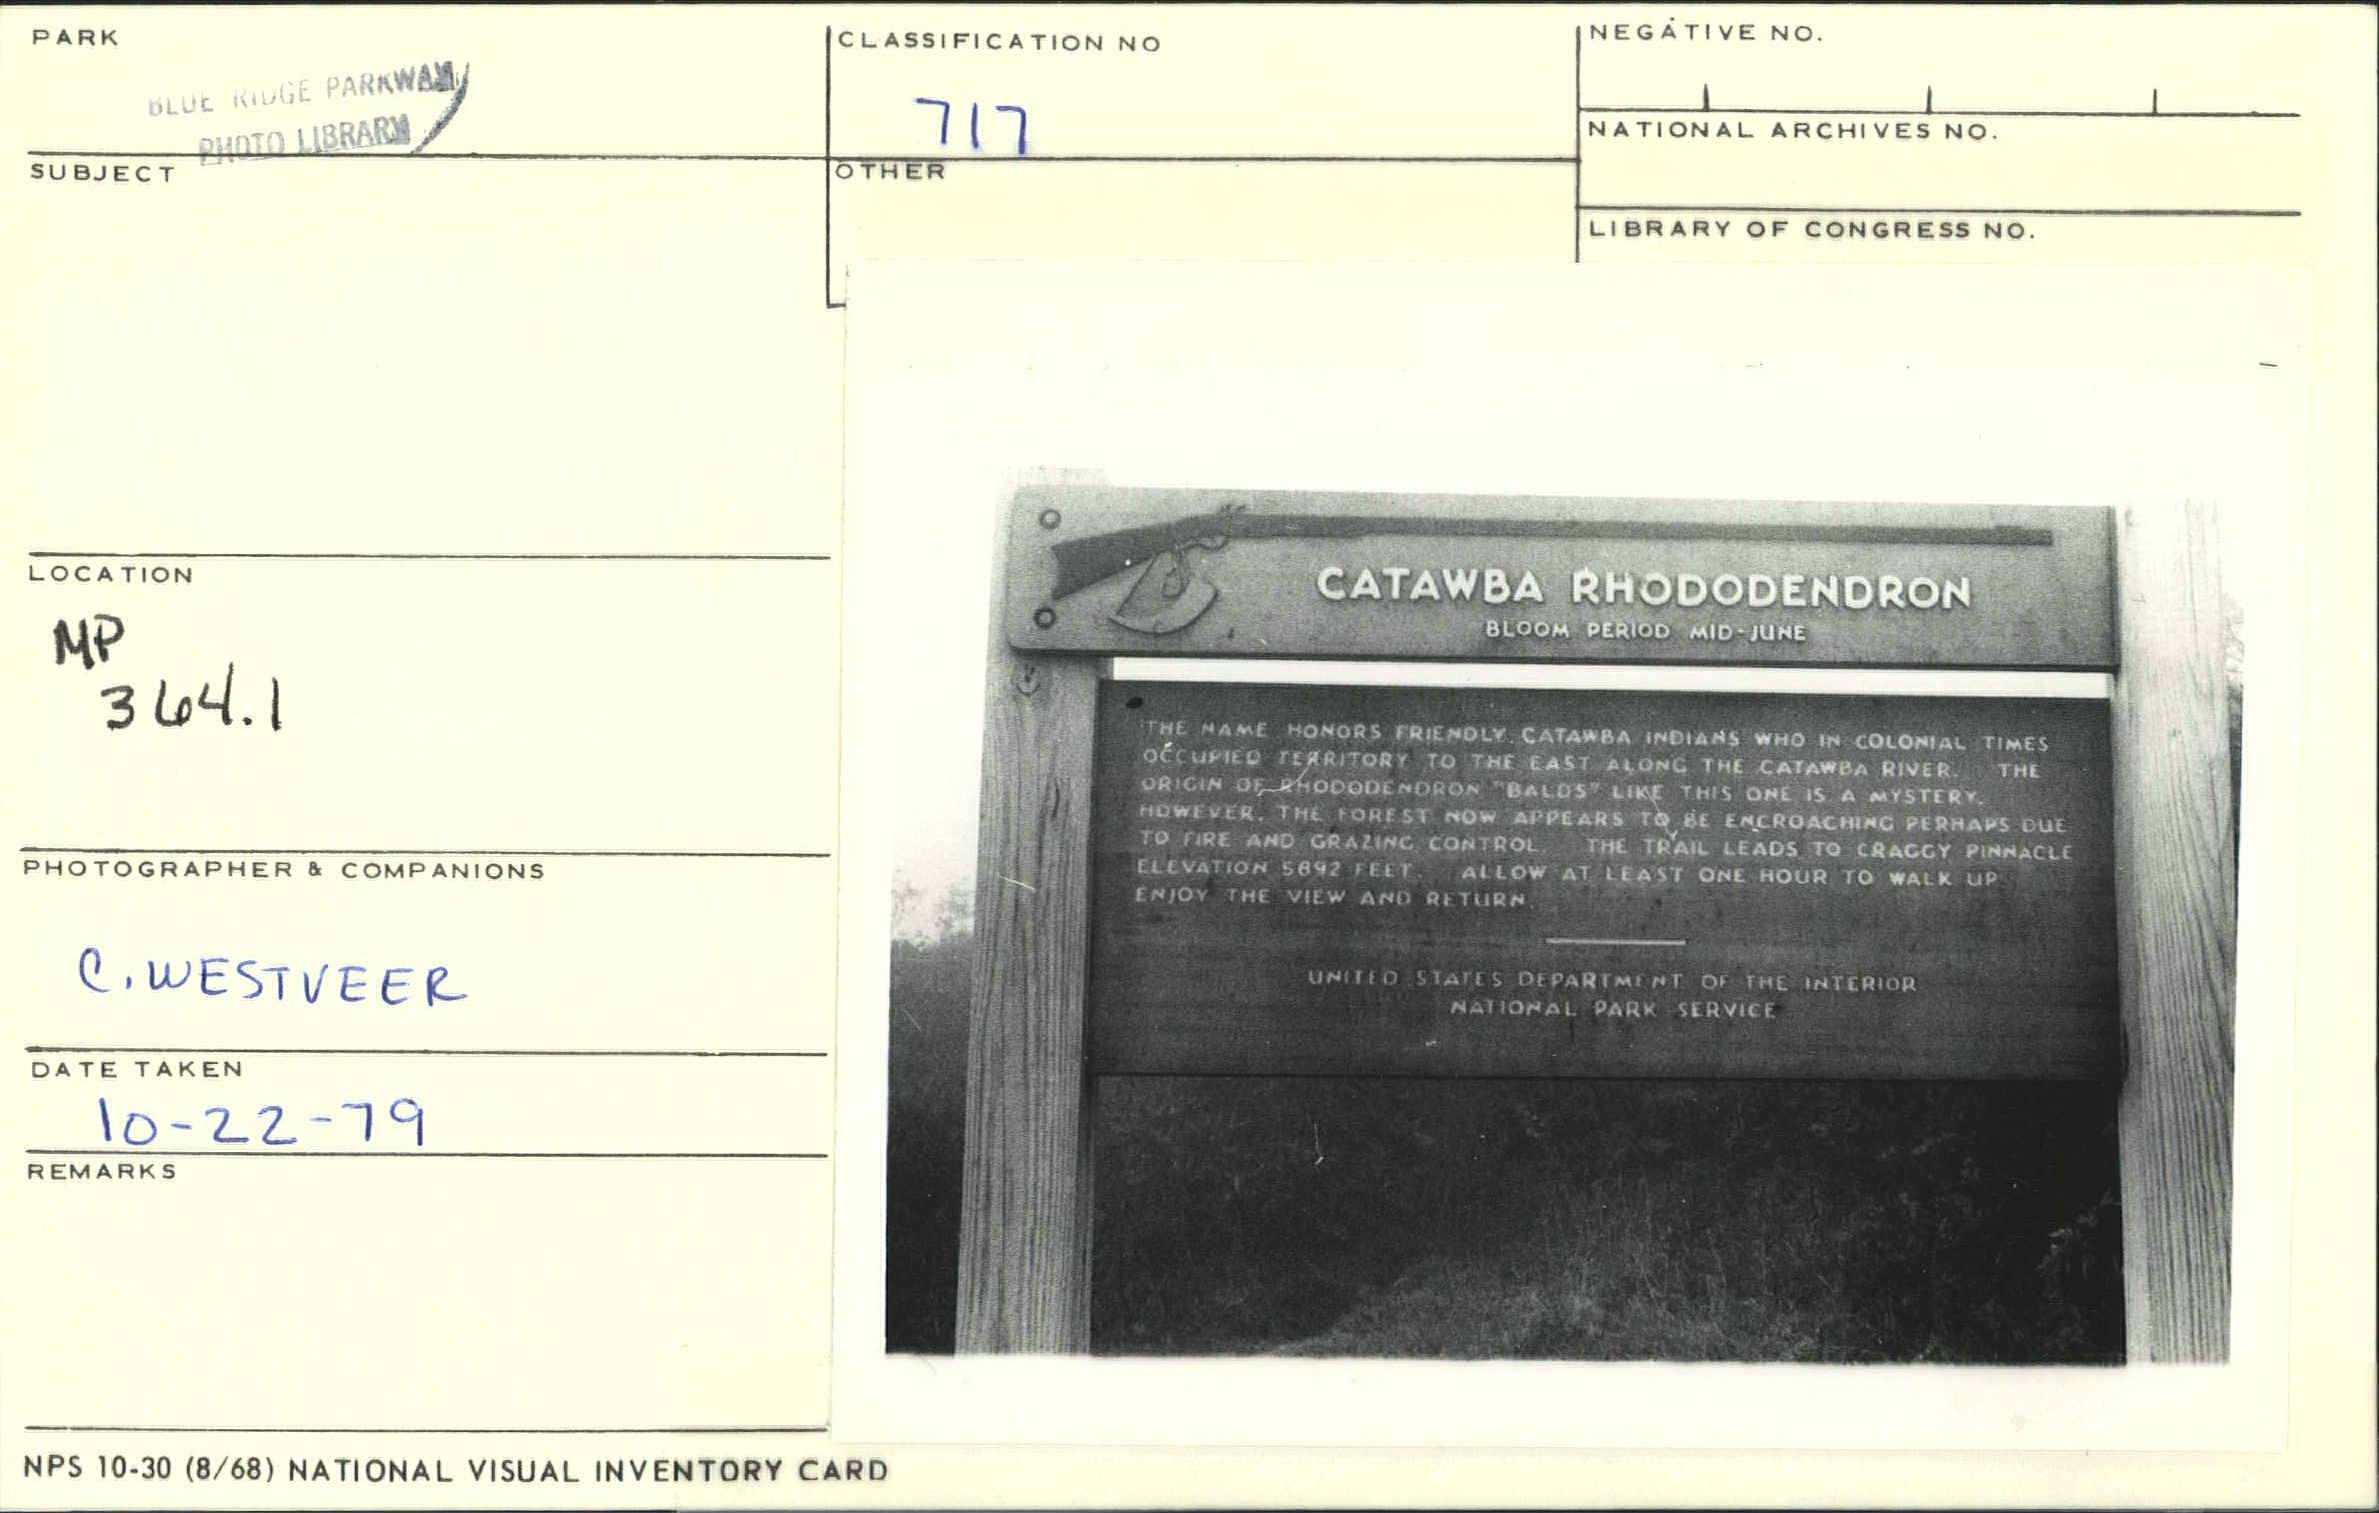 PARK
BLUE RIDGE PARKWAY
PHOTO LIBRARY
CLASSIFICATION NO
717
NEGATIVE NO.
NATIONAL ARCHIVES NO.
LIBRARY OF CONGRESS NO.
SUBJECT
OTHER
LOCATION
MP
364.1
PHOTOGRAPHER & COMPANIONS
C. WESTVEER
DATE TAKEN
10-22-79
REMARKS
NPS 10-30 (8/68) NATIONAL VISUAL INVENTORY CARD
CATAWBA RHODODENDRON
BLOOM PERIOD MID-JUNE
THE NAME HONORS FRIENDLY CATAWBA INDIANS WHO IN COLONIAL TIMES
OCCUPIED TERRITORY TO THE EAST ALONG THE CATAWBA RIVER. THE
ORIGIN OF RHODODENDRON "BALDS" LIKE THIS ONE IS A MYSTERY.
HOWEVER, THE FOREST NOW APPEARS TO BE ENCROACHING PERHAPS DUE
TO FIRE AND GRAZING CONTROL. THE TRAIL LEADS TO CRAGGY PINNACLE
ELEVATION 5892 FEET. ALLOW AT LEAST ONE HOUR TO WALK UP
ENJOY THE VIEW AND RETURN.
UNITED STATES DEPARTMENT OF THE INTERIOR
NATIONAL PARK SERVICE